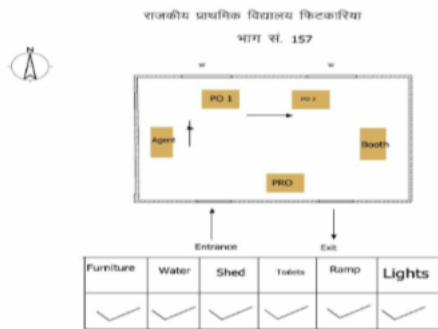 राजकीय प्राथमिक विद्यालय फिटकारिया
भाग सं. 157
N
W W
PO 1 PO 2
Agent Booth
PRO
Entrance Exit
Furniture Water Shed Toilets Ramp Lights